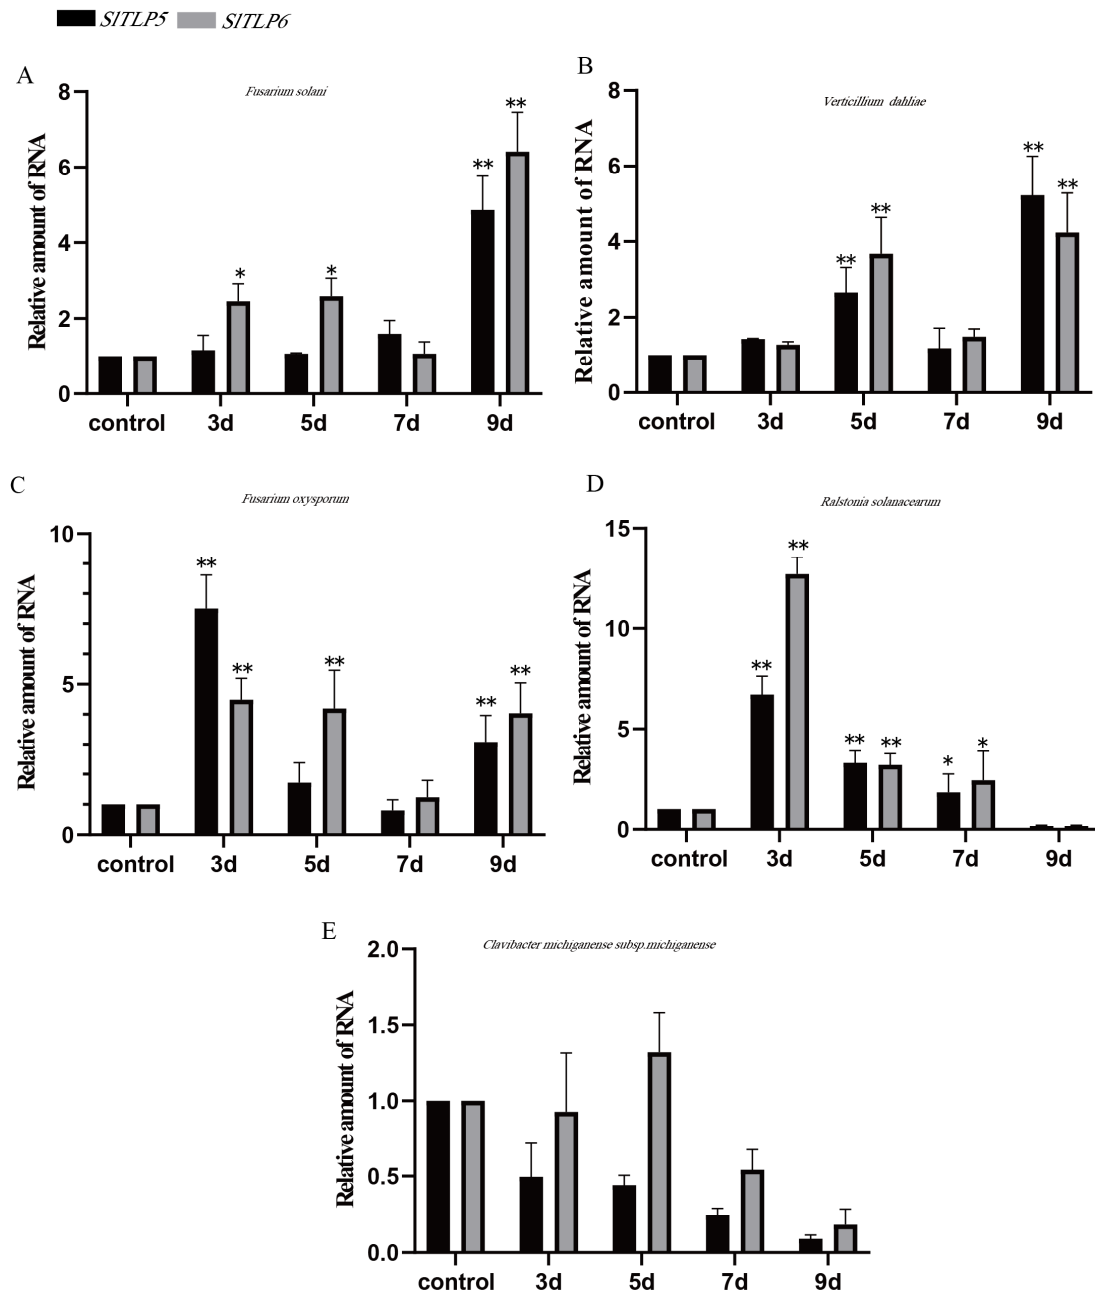 SlTLP5 SlTLP6
A
Fusarium solani
Relative amount of RNA
8
6
4
2
0
** **
* *
control 3d 5d 7d 9d
B
Verticillium dahliae
Relative amount of RNA
8
6
4
2
0
** ** ** **
control 3d 5d 7d 9d
C
Fusarium oxysporum
Relative amount of RNA
10
5
0
** ** ** ** **
control 3d 5d 7d 9d
D
Ralstonia solanacearum
Relative amount of RNA
15
10
5
0
** ** ** ** * *
control 3d 5d 7d 9d
E
Clavibacter michiganense subsp.michiganense
Relative amount of RNA
2.0
1.5
1.0
0.5
0.0
control 3d 5d 7d 9d